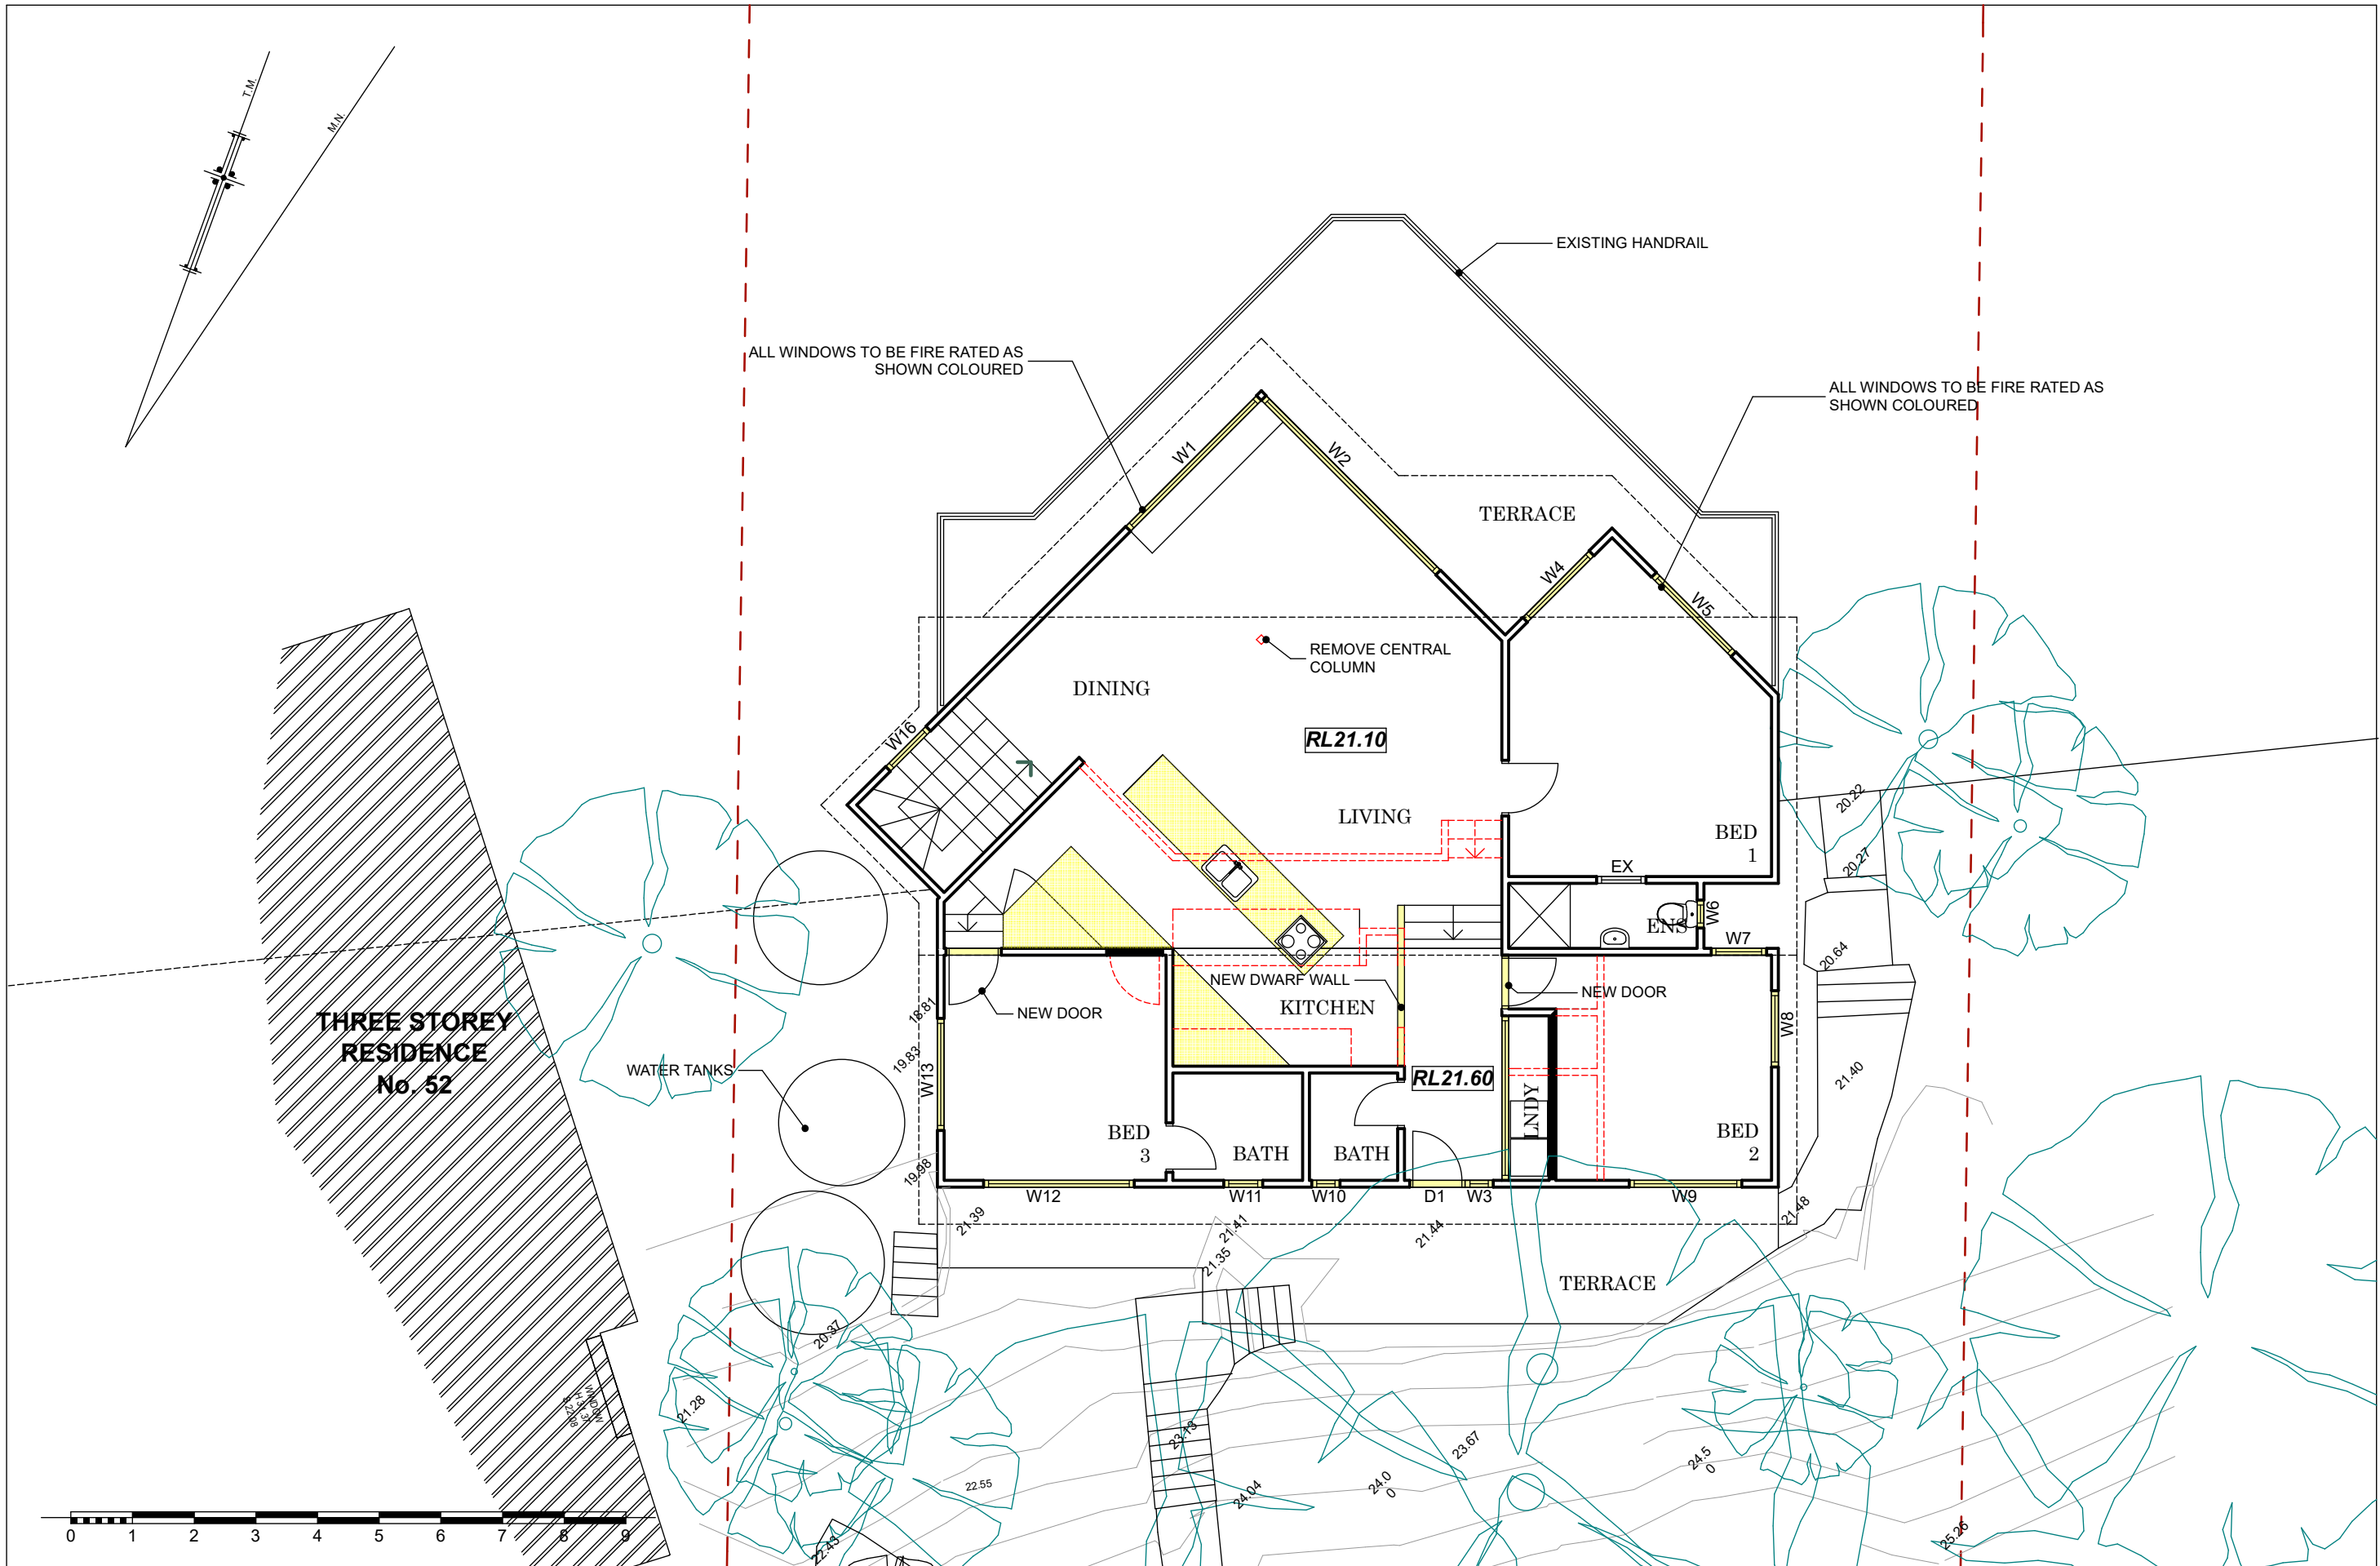 T.M.
M.N.
EXISTING HANDRAIL
ALL WINDOWS TO BE FIRE RATED AS
SHOWN COLOURED
ALL WINDOWS TO BE FIRE RATED AS
SHOWN COLOURED
W1
W2
TERRACE
W4
W5
REMOVE CENTRAL
COLUMN
DINING
W16
RL21.10
LIVING
BED
1
20.22
20.27
EX
ENS
W6
W7
20.64
NEW DWARF WALL
NEW DOOR
KITCHEN
NEW DOOR
18.81
19.83
W13
THREE STOREY
RESIDENCE
No. 52
WATER TANKS
RL21.60
LNDY
W8
21.40
BED
3
BATH
BATH
BED
2
19.98
W12
W11
W10
D1
W3
W9
21.39
21.41
21.35
21.44
21.48
TERRACE
20.37
21.28
WINDOW
23.13
23.67
24.5
0
22.55
24.04
24.0
0
22.43
25.26
0
1
2
3
4
5
6
7
8
9